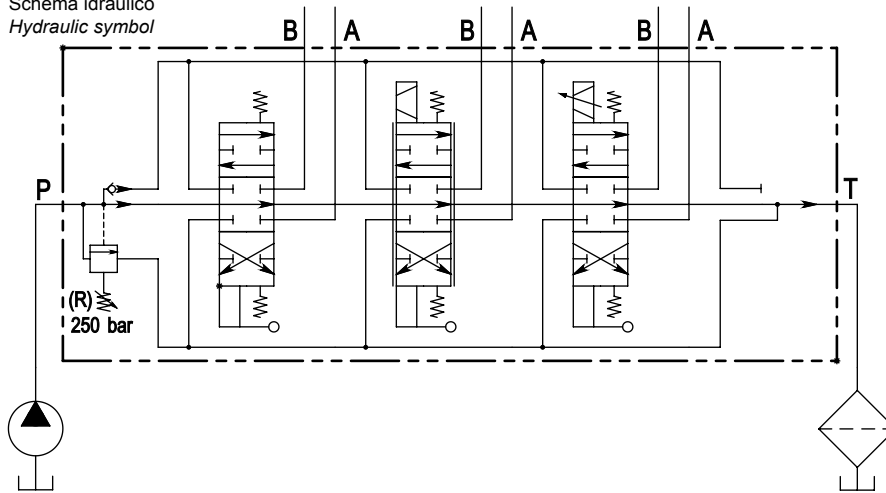 Schema idraulico
Hydraulic symbol
B A B A B A
P T
(R)
250 bar